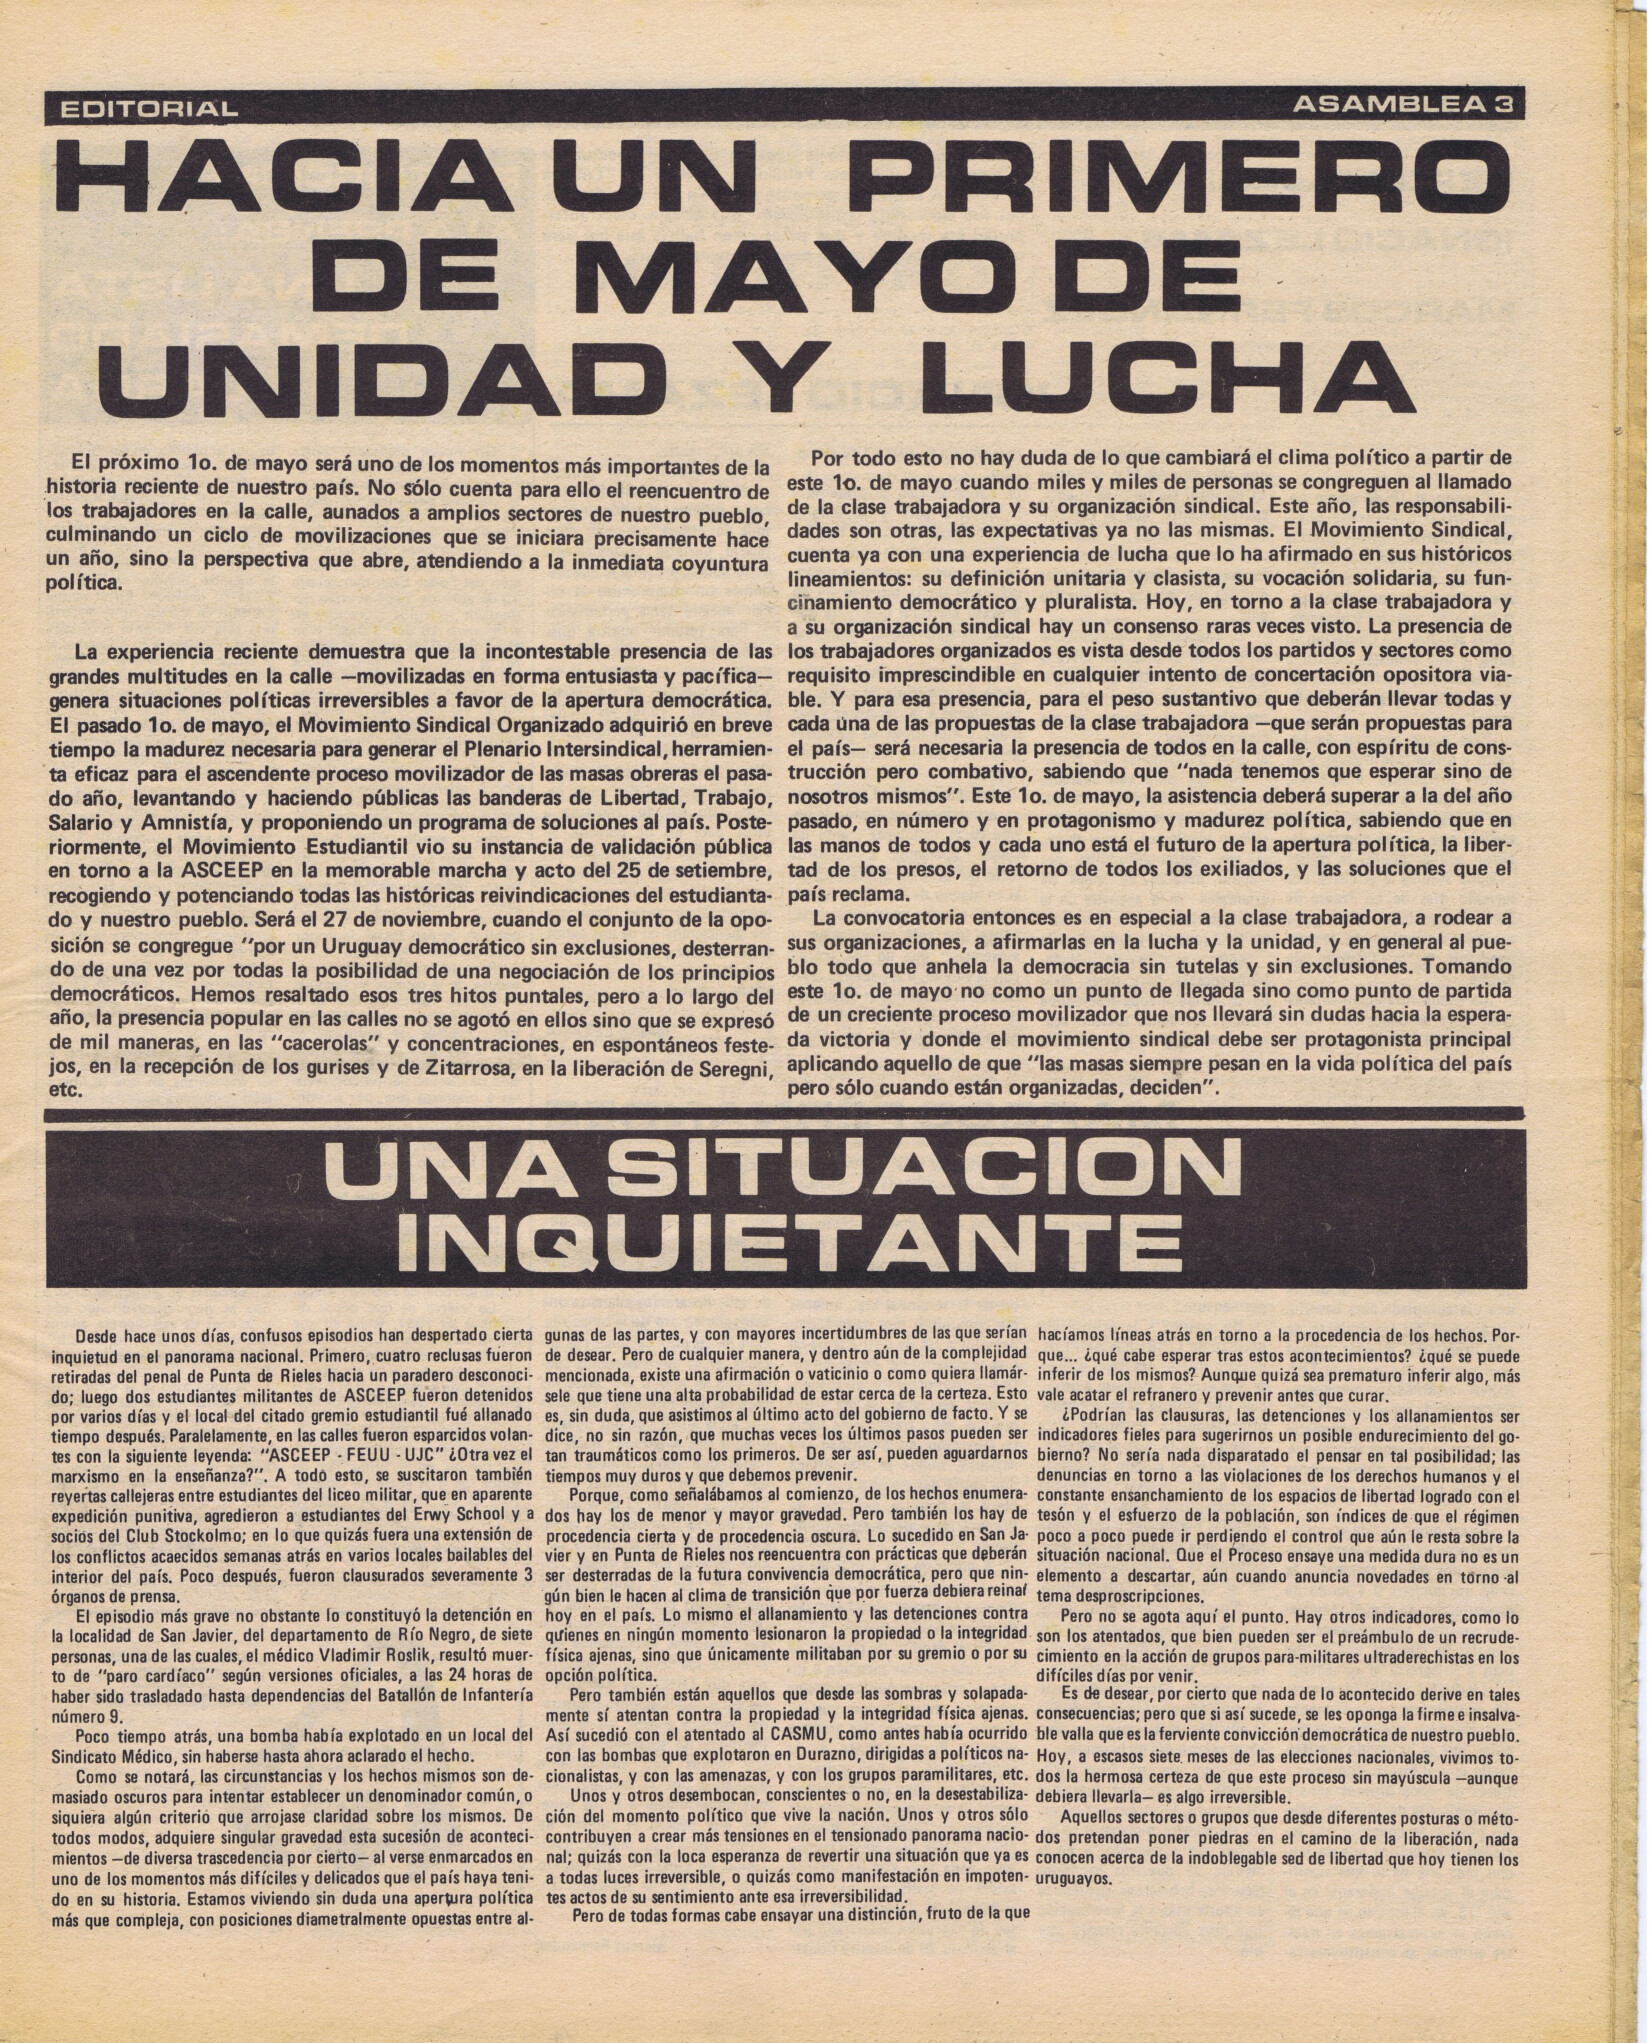 EDITORIAL
ASAMBLEA 3
HACIA UN PRIMERO
DE MAYO DE
UNIDAD Y LUCHA
El próximo 1o. de mayo será uno de los momentos más importantes de la
historia reciente de nuestro país. No sólo cuenta para ello el reencuentro de
los trabajadores en la calle, aunados a amplios sectores de nuestro pueblo,
culminando un ciclo de movilizaciones que se iniciara precisamente hace
un año, sino la perspectiva que abre, atendiendo a la inmediata coyuntura
política.
La experiencia reciente demuestra que la incontestable presencia de las
grandes multitudes en la calle —movilizadas en forma entusiasta y pacífica—
genera situaciones políticas irreversibles a favor de la apertura democrática.
El pasado 1o. de mayo, el Movimiento Sindical Organizado adquirió en breve
tiempo la madurez necesaria para generar el Plenario Intersindical, herramien-
ta eficaz para el ascendente proceso movilizador de las masas obreras el pasa-
do año, levantando y haciendo públicas las banderas de Libertad, Trabajo,
Salario y Amnistía, y proponiendo un programa de soluciones al país. Poste-
riormente, el Movimiento Estudiantil vio su instancia de validación pública
en torno a la ASCEEP en la memorable marcha y acto del 25 de setiembre,
recogiendo y potenciando todas las históricas reivindicaciones del estudianta-
do y nuestro pueblo. Será el 27 de noviembre, cuando el conjunto de la opo-
sición se congregue "por un Uruguay democrático sin exclusiones, desterran-
do de una vez por todas la posibilidad de una negociación de los principios
democráticos. Hemos resaltado esos tres hitos puntales, pero a lo largo del
año, la presencia popular en las calles no se agotó en ellos sino que se expresó
de mil maneras, en las "cacerolas" y concentraciones, en espontáneos feste-
jos, en la recepción de los gurises y de Zitarrosa, en la liberación de Seregni,
etc.
Por todo esto no hay duda de lo que cambiará el clima político a partir de
este 1o. de mayo cuando miles y miles de personas se congreguen al llamado
de la clase trabajadora y su organización sindical. Este año, las responsabili-
dades son otras, las expectativas ya no las mismas. El Movimiento Sindical,
cuenta ya con una experiencia de lucha que lo ha afirmado en sus históricos
lineamientos: su definición unitaria y clasista, su vocación solidaria, su fun-
cinamiento democrático y pluralista. Hoy, en torno a la clase trabajadora y
a su organización sindical hay un consenso raras veces visto. La presencia de
los trabajadores organizados es vista desde todos los partidos y sectores como
requisito imprescindible en cualquier intento de concertación opositora via-
ble. Y para esa presencia, para el peso sustantivo que deberán llevar todas y
cada una de las propuestas de la clase trabajadora —que serán propuestas para
el país— será necesaria la presencia de todos en la calle, con espíritu de cons-
trucción pero combativo, sabiendo que "nada tenemos que esperar sino de
nosotros mismos". Este 1o. de mayo, la asistencia deberá superar a la del año
pasado, en número y en protagonismo y madurez política, sabiendo que en
las manos de todos y cada uno está el futuro de la apertura política, la liber-
tad de los presos, el retorno de todos los exiliados, y las soluciones que el
país reclama.
La convocatoria entonces es en especial a la clase trabajadora, a rodear a
sus organizaciones, a afirmarlas en la lucha y la unidad, y en general al pue-
blo todo que anhela la democracia sin tutelas y sin exclusiones. Tomando
este 1o. de mayo no como un punto de llegada sino como punto de partida
de un creciente proceso movilizador que nos llevará sin dudas hacia la espera-
da victoria y donde el movimiento sindical debe ser protagonista principal
aplicando aquello de que "las masas siempre pesan en la vida política del país
pero sólo cuando están organizadas, deciden".
UNA SITUACION
INQUIETANTE
Desde hace unos días, confusos episodios han despertado cierta
inquietud en el panorama nacional. Primero, cuatro reclusas fueron
retiradas del penal de Punta de Rieles hacia un paradero desconoci-
do; luego dos estudiantes militantes de ASCEEP fueron detenidos
por varios días y el local del citado gremio estudiantil fué allanado
tiempo después. Paralelamente, en las calles fueron esparcidos volan-
tes con la siguiente leyenda: "ASCEEP - FEUU - UJC" ¿Otra vez el
marxismo en la enseñanza?". A todo esto, se suscitaron también
reyertas callejeras entre estudiantes del liceo militar, que en aparente
expedición punitiva, agredieron a estudiantes del Erwy School y a
socios del Club Stockolmo; en lo que quizás fuera una extensión de
los conflictos acaecidos semanas atrás en varios locales bailables del
interior del país. Poco después, fueron clausurados severamente 3
órganos de prensa.
El episodio más grave no obstante lo constituyó la detención en
la localidad de San Javier, del departamento de Río Negro, de siete
personas, una de las cuales, el médico Vladimir Roslik, resultó muer-
to de "paro cardíaco" según versiones oficiales, a las 24 horas de
haber sido trasladado hasta dependencias del Batallón de Infantería
número 9.
Poco tiempo atrás, una bomba había explotado en un local del
Sindicato Médico, sin haberse hasta ahora aclarado el hecho.
Como se notará, las circunstancias y los hechos mismos son de-
masiado oscuros para intentar establecer un denominador común, o
siquiera algún criterio que arrojase claridad sobre los mismos. De
todos modos, adquiere singular gravedad esta sucesión de aconteci-
mientos —de diversa trascedencia por cierto— al verse enmarcados en
uno de los momentos más difíciles y delicados que el país haya teni-
do en su historia. Estamos viviendo sin duda una apertura política
más que compleja, con posiciones diametralmente opuestas entre al-
gunas de las partes, y con mayores incertidumbres de las que serían
de desear. Pero de cualquier manera, y dentro aún de la complejidad
mencionada, existe una afirmación o vaticinio o como quiera llamár-
sele que tiene una alta probabilidad de estar cerca de la certeza. Esto
es, sin duda, que asistimos al último acto del gobierno de facto. Y se
dice, no sin razón, que muchas veces los últimos pasos pueden ser
tan traumáticos como los primeros. De ser así, pueden aguardarnos
tiempos muy duros y que debemos prevenir.
Porque, como señalábamos al comienzo, de los hechos enumera-
dos hay los de menor y mayor gravedad. Pero también los hay de
procedencia cierta y de procedencia oscura. Lo sucedido en San Ja-
vier y en Punta de Rieles nos reencuentra con prácticas que deberán
ser desterradas de la futura convivencia democrática, pero que nin-
gún bien le hacen al clima de transición que por fuerza debiera reinar
hoy en el país. Lo mismo el allanamiento y las detenciones contra
quienes en ningún momento lesionaron la propiedad o la integridad
física ajenas, sino que únicamente militaban por su gremio o por su
opción política.
Pero también están aquellos que desde las sombras y solapada-
mente sí atentan contra la propiedad y la integridad física ajenas.
Así sucedió con el atentado al CASMU, como antes había ocurrido
con las bombas que explotaron en Durazno, dirigidas a políticos na-
cionalistas, y con las amenazas, y con los grupos paramilitares, etc.
Unos y otros desembocan, conscientes o no, en la desestabiliza-
ción del momento político que vive la nación. Unos y otros sólo
contribuyen a crear más tensiones en el tensionado panorama nacio-
nal; quizás con la loca esperanza de revertir una situación que ya es
a todas luces irreversible, o quizás como manifestación en impoten-
tes actos de su sentimiento ante esa irreversibilidad.
Pero de todas formas cabe ensayar una distinción, fruto de la que
hacíamos líneas atrás en torno a la procedencia de los hechos. Por-
que... ¿qué cabe esperar tras estos acontecimientos? ¿qué se puede
inferir de los mismos? Aunque quizá sea prematuro inferir algo, más
vale acatar el refranero y prevenir antes que curar.
¿Podrían las clausuras, las detenciones y los allanamientos ser
indicadores fieles para sugerirnos un posible endurecimiento del go-
bierno? No sería nada disparatado el pensar en tal posibilidad; las
denuncias en torno a las violaciones de los derechos humanos y el
constante ensanchamiento de los espacios de libertad logrado con el
tesón y el esfuerzo de la población, son índices de que el régimen
poco a poco puede ir perdiendo el control que aún le resta sobre la
situación nacional. Que el Proceso ensaye una medida dura no es un
elemento a descartar, aún cuando anuncia novedades en torno al
tema desproscripciones.
Pero no se agota aquí el punto. Hay otros indicadores, como lo
son los atentados, que bien pueden ser el preámbulo de un recrude-
cimiento en la acción de grupos para-militares ultraderechistas en los
difíciles días por venir.
Es de desear, por cierto que nada de lo acontecido derive en tales
consecuencias; pero que si así sucede, se les oponga la firme e insalva-
ble valla que es la ferviente convicción democrática de nuestro pueblo.
Hoy, a escasos siete meses de las elecciones nacionales, vivimos to-
dos la hermosa certeza de que este proceso sin mayúscula —aunque
debiera llevarla— es algo irreversible.
Aquellos sectores o grupos que desde diferentes posturas o méto-
dos pretendan poner piedras en el camino de la liberación, nada
conocen acerca de la indoblegable sed de libertad que hoy tienen los
uruguayos.